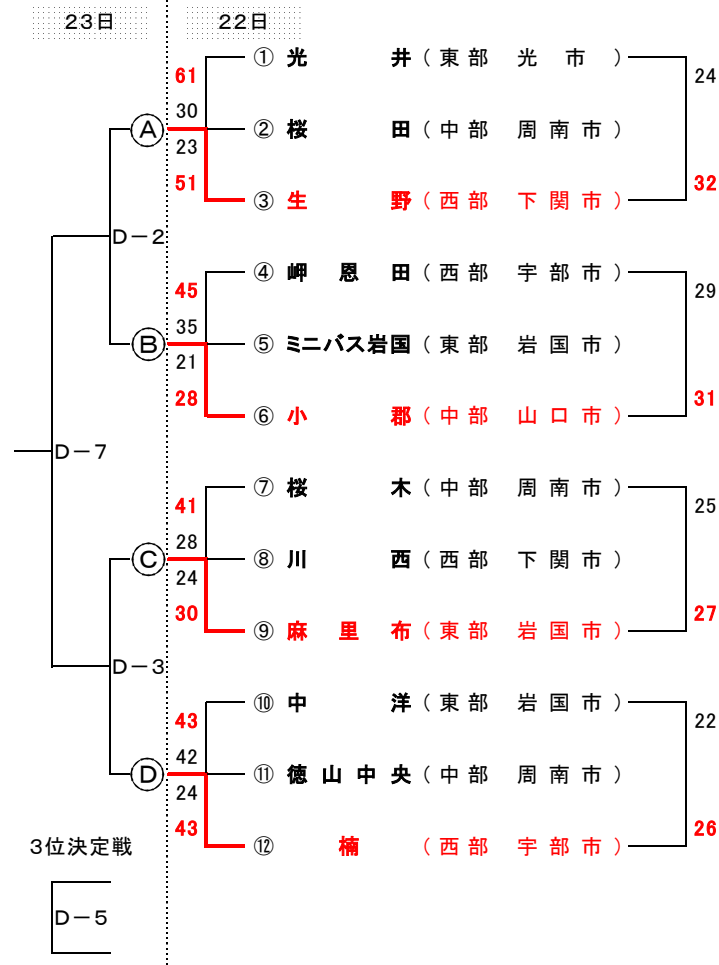 23日 22日
① 光井 (東部 光市) 24
61
30
Ⓐ ② 桜田 (中部 周南市)
23
51 32
③ 生野 (西部 下関市)
D-2
④ 岬恩田 (西部 宇部市)
45 29
35
Ⓑ ⑤ ミニバス岩国 (東部 岩国市)
21
28 31
⑥ 小郡 (中部 山口市)
D-7
⑦ 桜木 (中部 周南市)
41 25
28
Ⓒ ⑧ 川西 (西部 下関市)
24
30 27
⑨ 麻里布 (東部 岩国市)
D-3
⑩ 中洋 (東部 岩国市)
43 22
42
Ⓓ ⑪ 徳山中央 (中部 周南市)
24
43 26
3位決定戦 ⑫ 楠 (西部 宇部市)
D-5